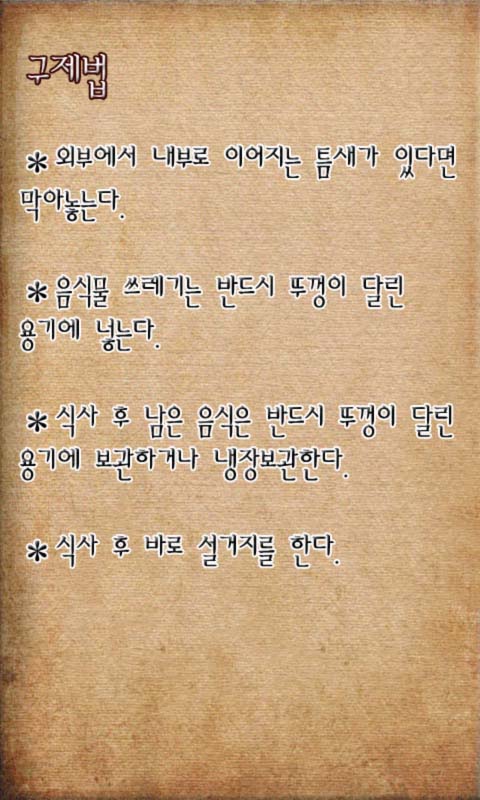 구제법
* 외부에서 내부로 이어지는 틈새가 있다면
막아놓는다.
* 음식물 쓰레기는 반드시 뚜껑이 달린
용기에 넣는다.
* 식사 후 남은 음식은 반드시 뚜껑이 달린
용기에 보관하거나 냉장보관한다.
* 식사 후 바로 설거지를 한다.